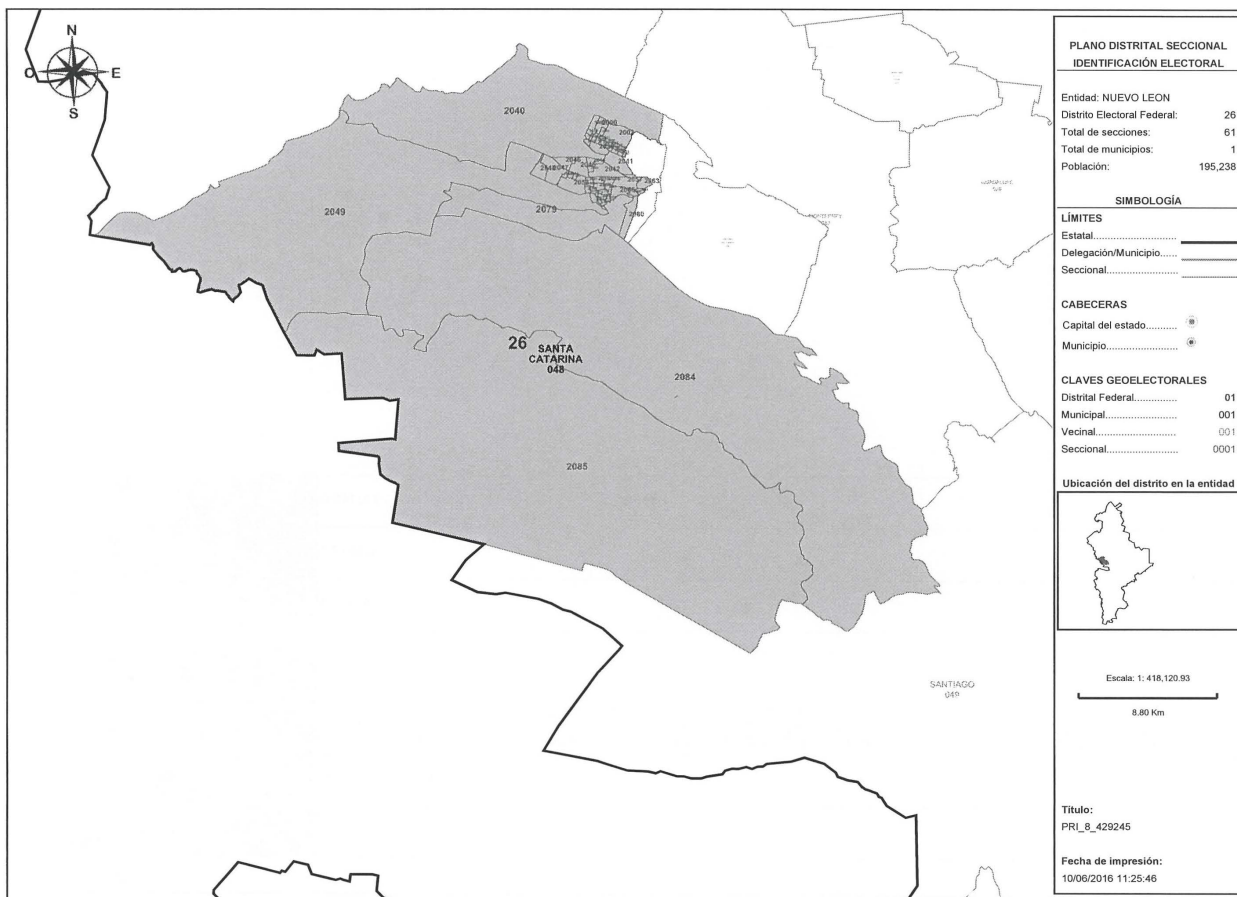 N
O
E
S
2040
2049
2079
2041
2060
2084
26
SANTA
CATARINA
048
2085
SANTIAGO
049
PLANO DISTRITAL SECCIONAL
IDENTIFICACIÓN ELECTORAL
Entidad: NUEVO LEON
Distrito Electoral Federal: 26
Total de secciones: 61
Total de municipios: 1
Población: 195,238
SIMBOLOGÍA
LÍMITES
Estatal
Delegación/Municipio
Seccional
CABECERAS
Capital del estado
Municipio
CLAVES GEOELECTORALES
Distrital Federal 01
Municipal 001
Vecinal 001
Seccional 0001
Ubicación del distrito en la entidad
Escala: 1: 418,120.93
8.80 Km
Título:
PRI_8_429245
Fecha de impresión:
10/06/2016 11:25:46